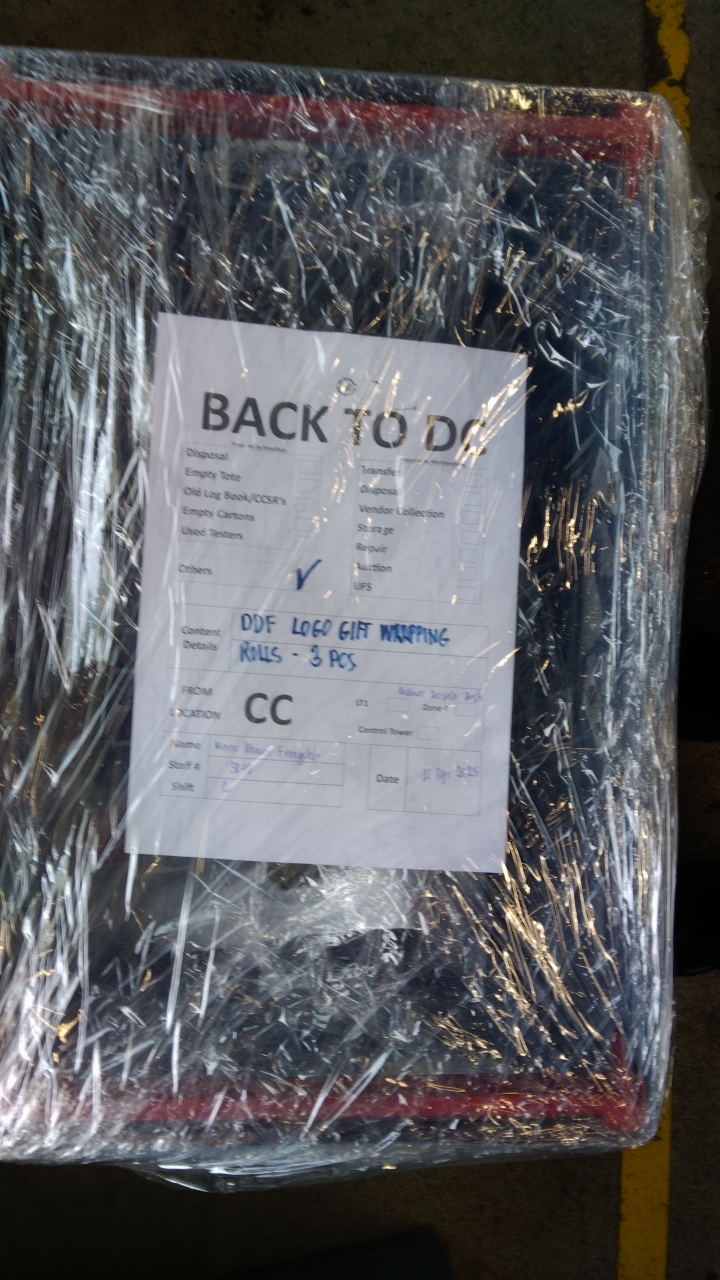 BACK TO DC
Disposal
Empty Tote
Old Log Book/CCSR's
Empty Cartons
Used Testers
Others ✓
Transfer
Disposal
Vendor Collection
Storage
Repair
Auction
UFS
Content Details
DDF LOGO GIFT WRAPPING
ROLLS - 3 PCS
FROM
LOCATION
CC
LT1
Zone
Control Tower
Name
Staff #
Shift
Date